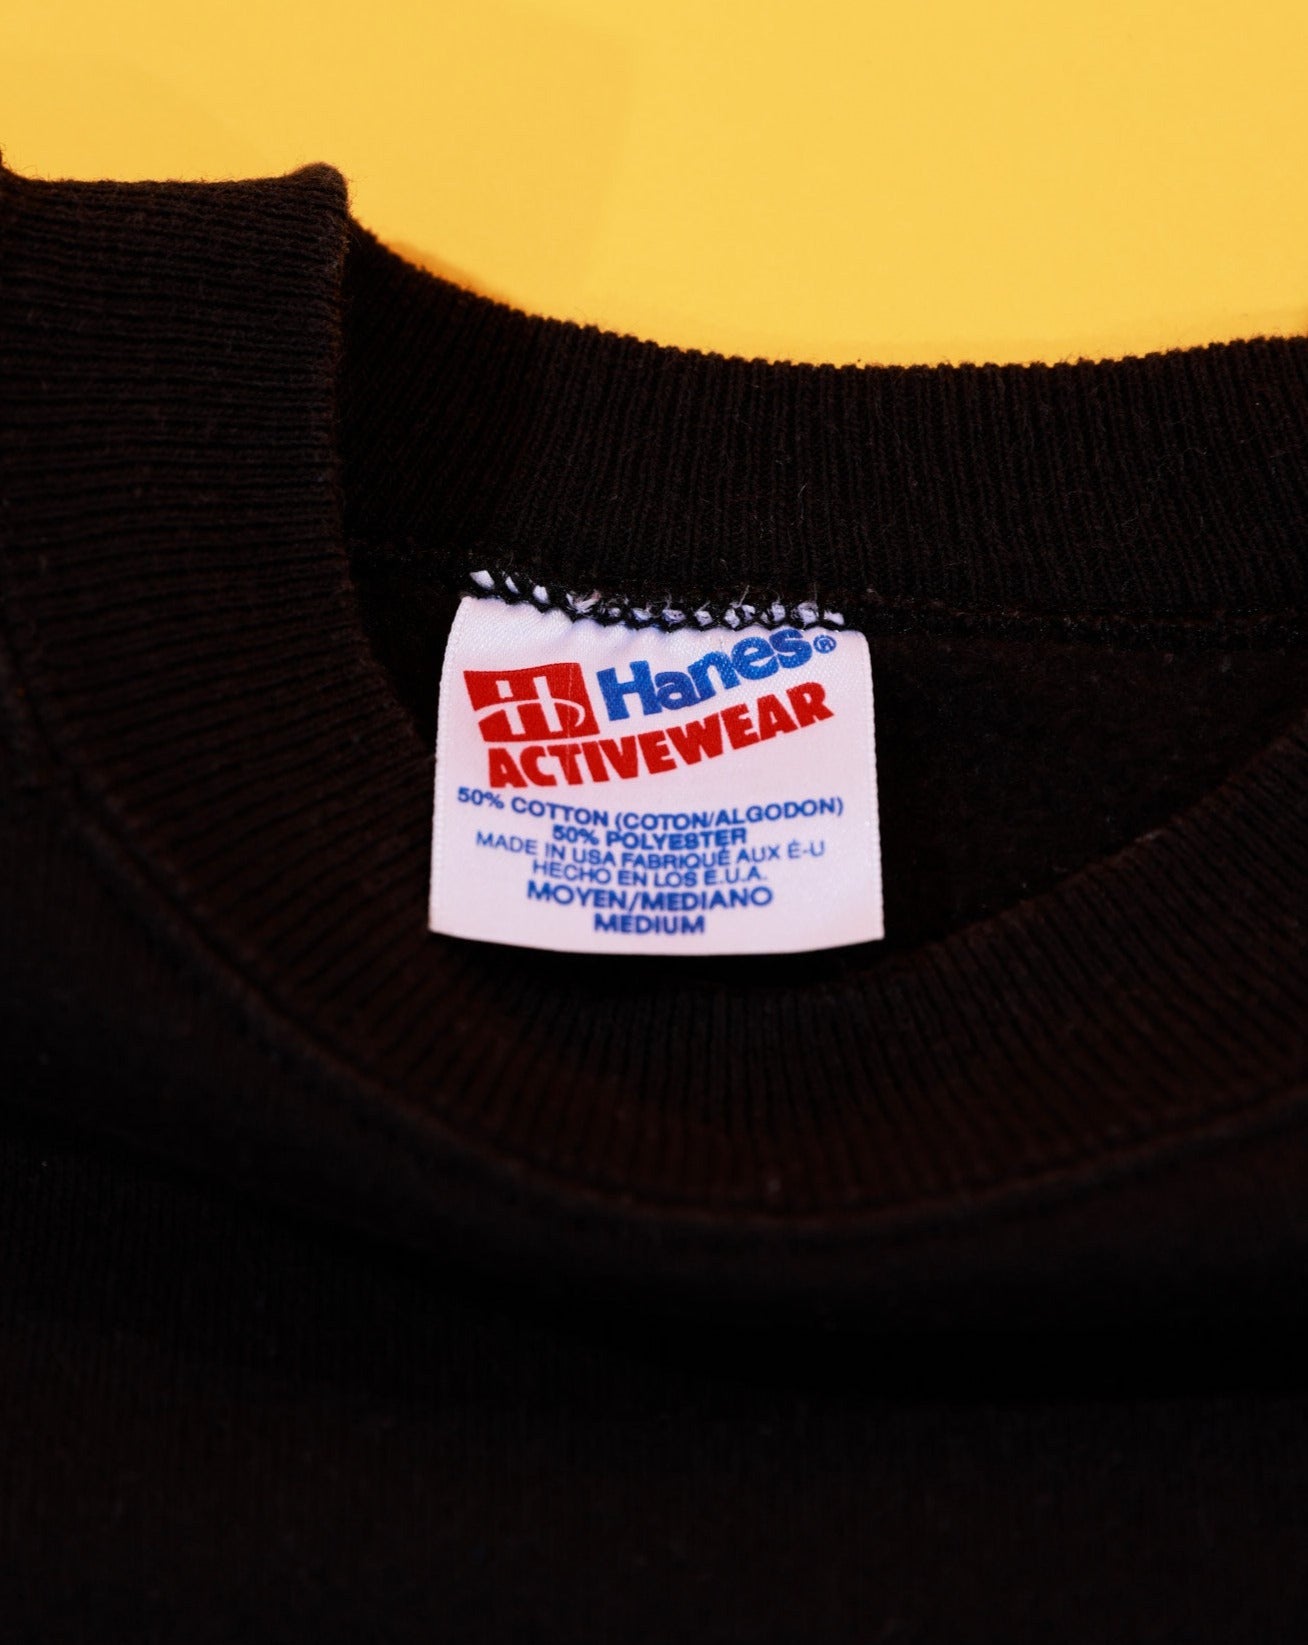 Hanes®
ACTIVEWEAR
50% COTTON (COTON/ALGODON)
50% POLYESTER
MADE IN USA FABRIQUÉ AUX É-U
HECHO EN LOS E.U.A.
MOYEN/MEDIANO
MEDIUM